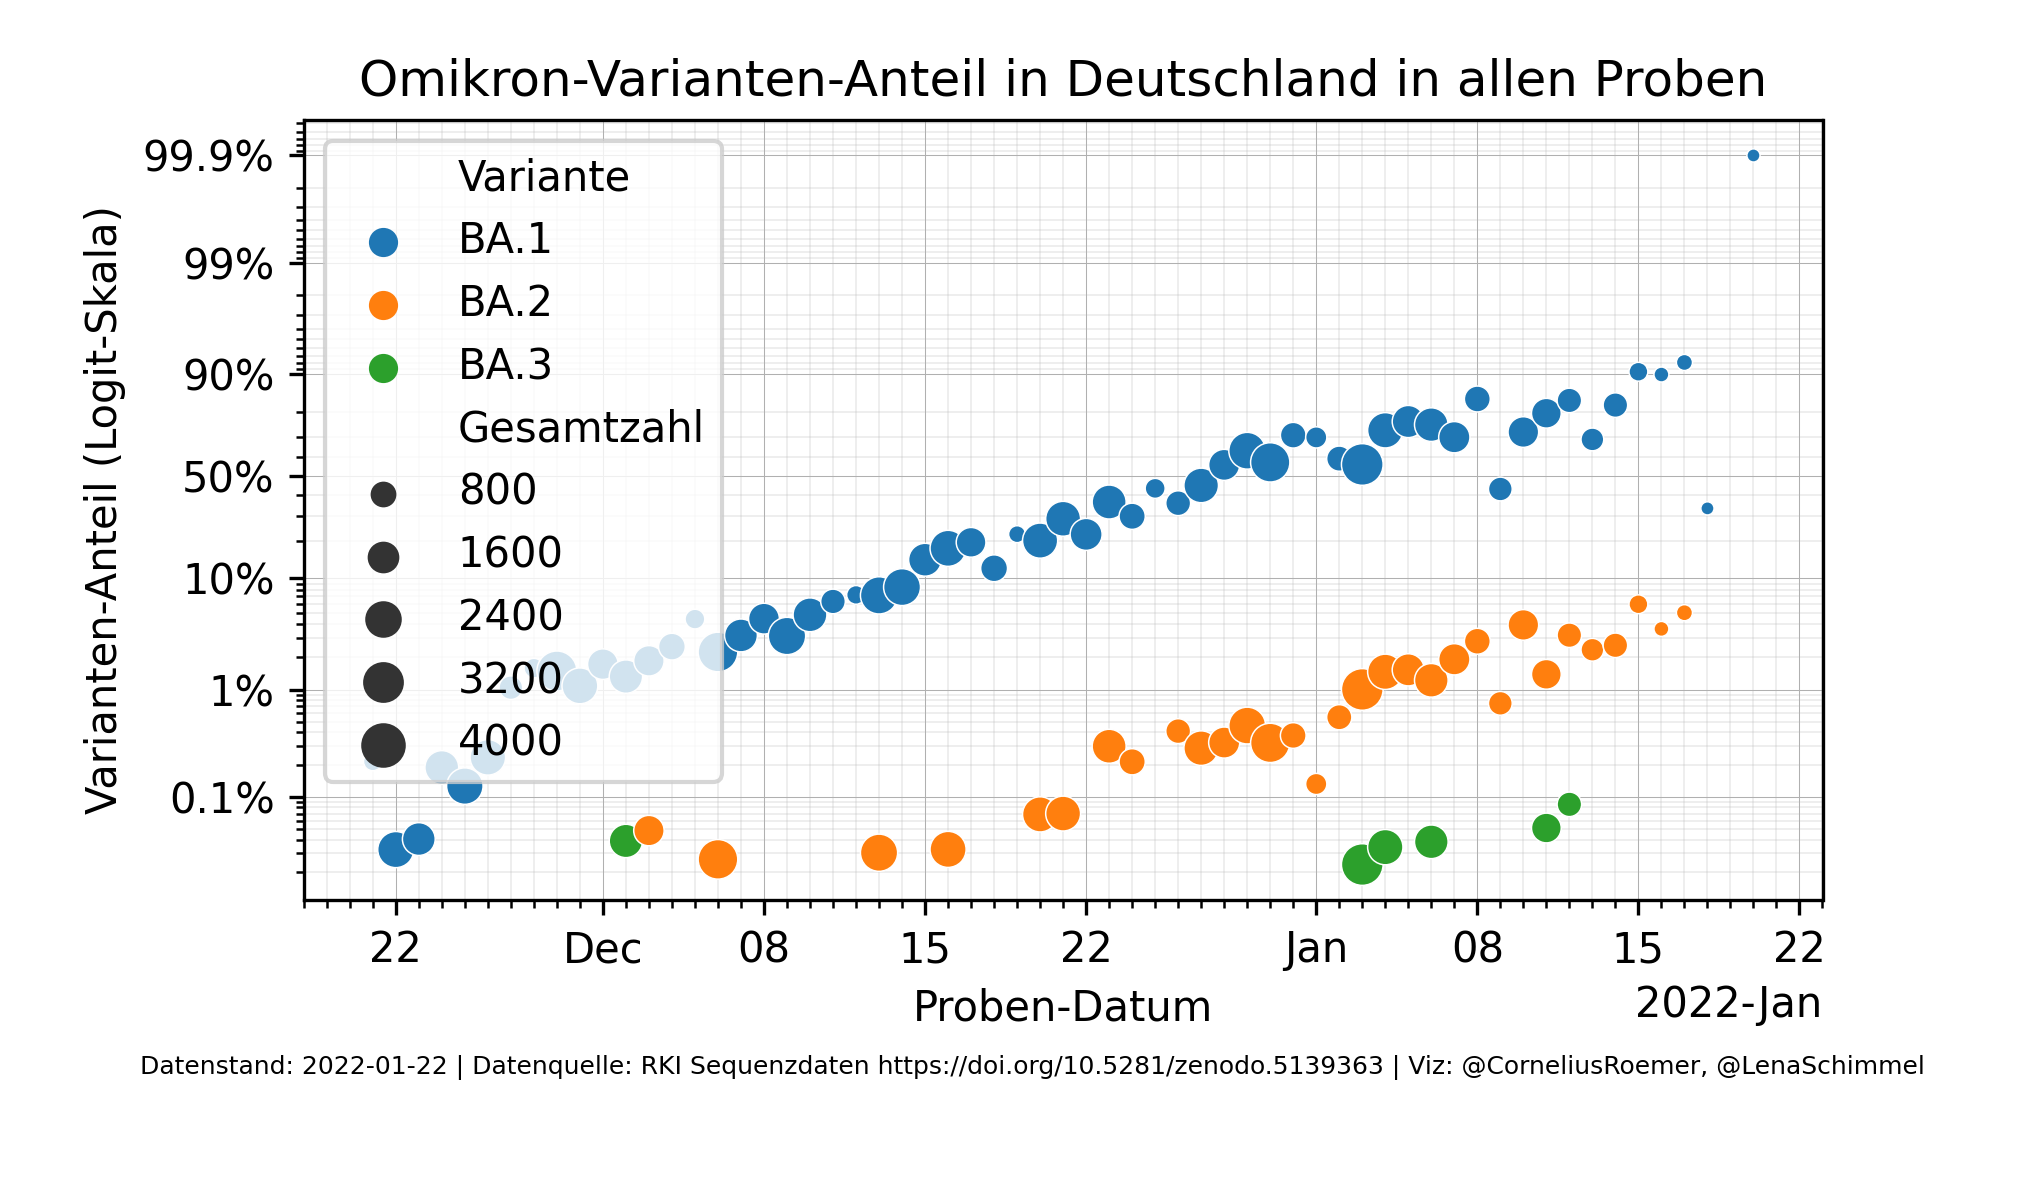 Omikron-Varianten-Anteil in Deutschland in allen Proben
Varianten-Anteil (Logit-Skala)
99.9%
99%
90%
50%
10%
1%
0.1%
Variante
BA.1
BA.2
BA.3
Gesamtzahl
800
1600
2400
3200
4000
22 Dec 08 15 22 Jan 08 15 22
Proben-Datum
2022-Jan
Datenstand: 2022-01-22 | Datenquelle: RKI Sequenzdaten https://doi.org/10.5281/zenodo.5139363 | Viz: @CorneliusRoemer, @LenaSchimmel